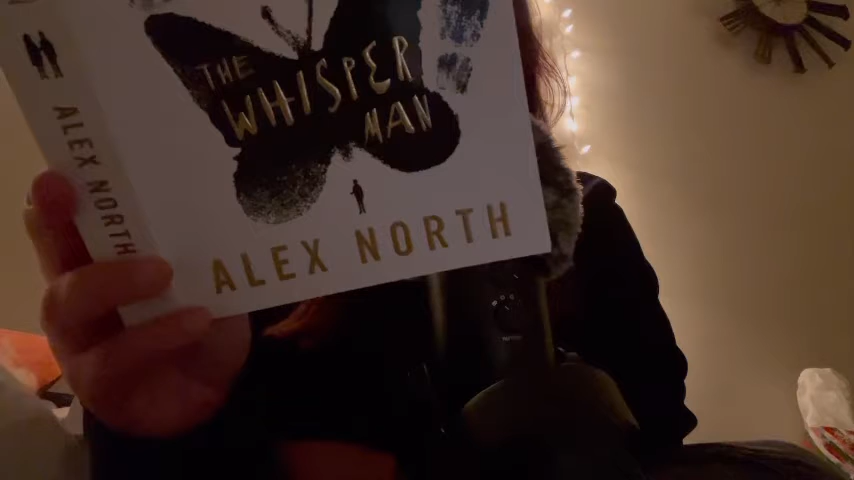 THE
WHISPER
MAN
ALEX NORTH
ALEX NORTH